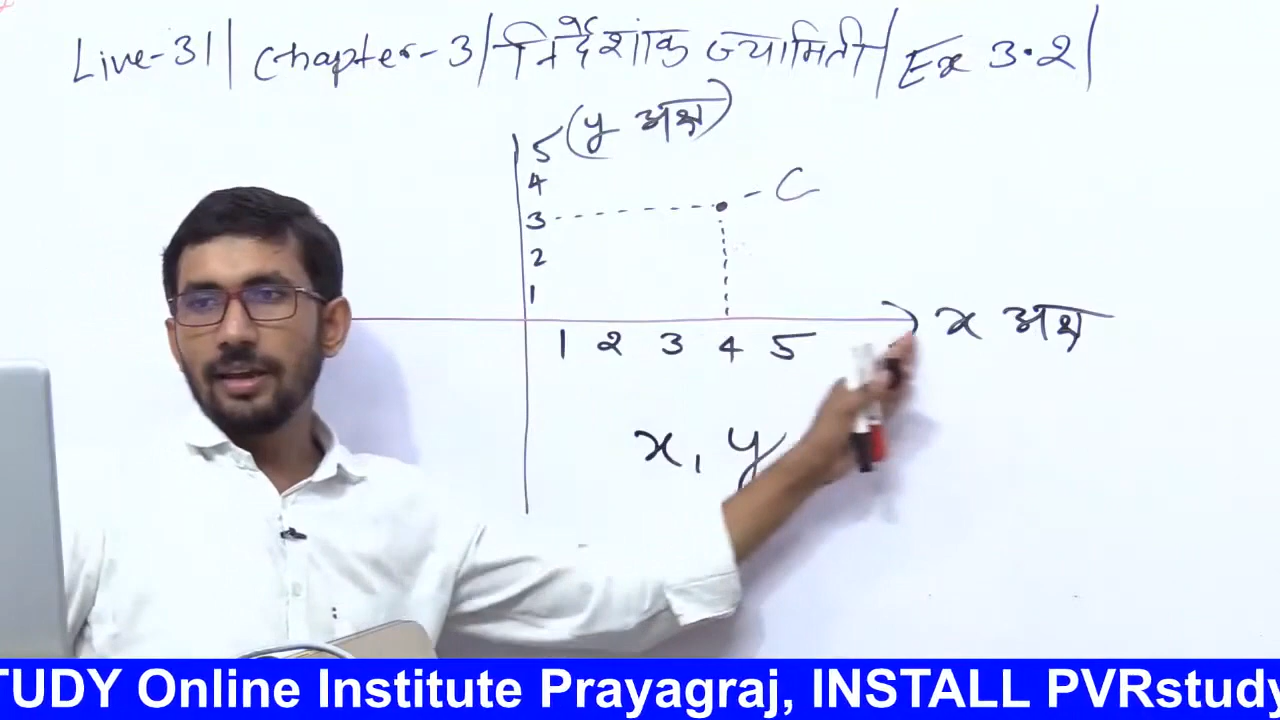 Live-31| Chapter-3| निर्देशांक ज्यामिती| Ex 3.2|
5 (y अक्ष)
4
- C
3
2
1
x अक्ष
1 2 3 4 5
x, y
TUDY Online Institute Prayagraj, INSTALL PVRstudy